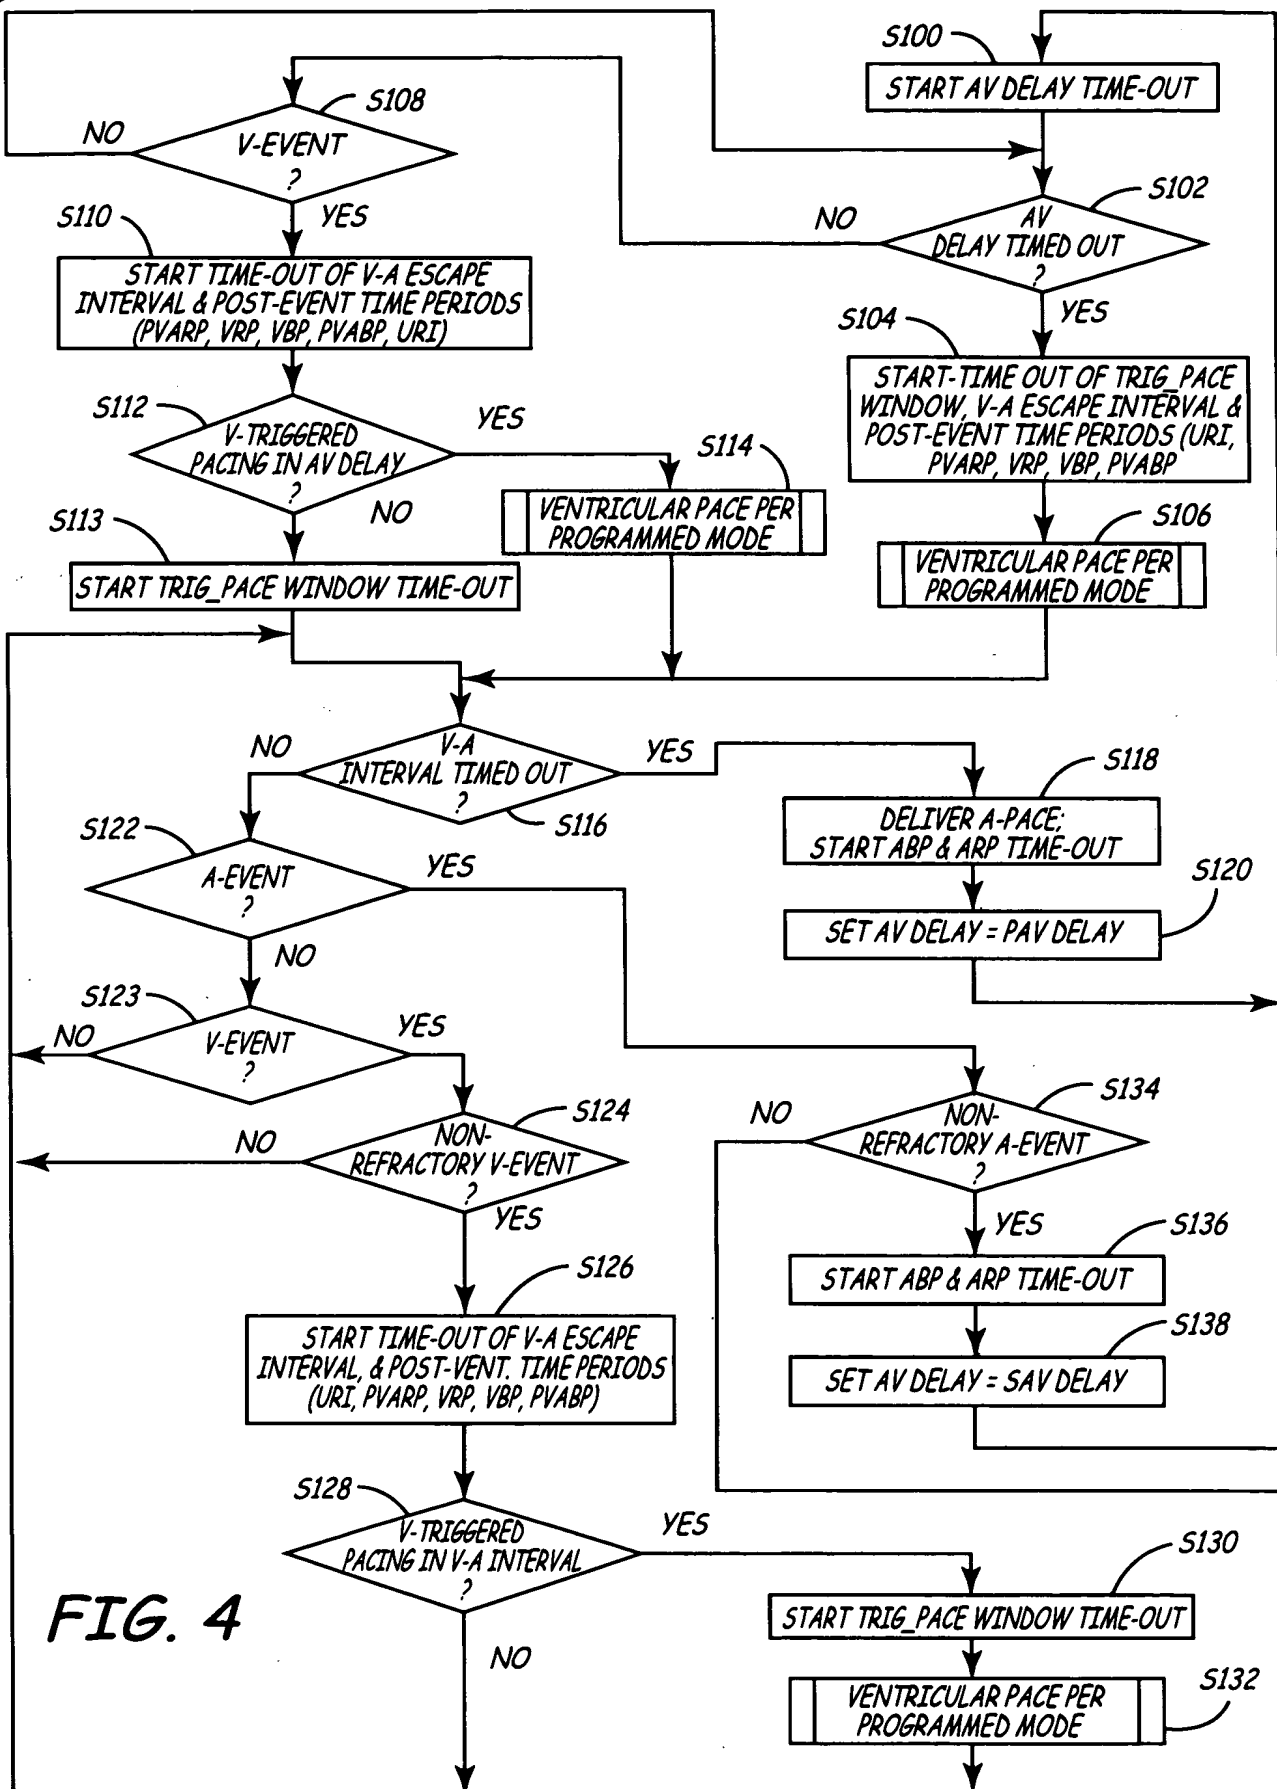 S100
START AV DELAY TIME-OUT
S108
NO
V-EVENT
?
YES
S102
NO
AV
DELAY TIMED OUT
?
YES
S110
START TIME-OUT OF V-A ESCAPE
INTERVAL & POST-EVENT TIME PERIODS
(PVARP, VRP, VBP, PVABP, URI)
S104
START-TIME OUT OF TRIG_PACE
WINDOW, V-A ESCAPE INTERVAL &
POST-EVENT TIME PERIODS (URI,
PVARP, VRP, VBP, PVABP
S112
V-TRIGGERED
PACING IN AV DELAY
?
YES
NO
S114
VENTRICULAR PACE PER
PROGRAMMED MODE
S106
VENTRICULAR PACE PER
PROGRAMMED MODE
S113
START TRIG_PACE WINDOW TIME-OUT
NO
V-A
INTERVAL TIMED OUT
?
YES
S116
S118
DELIVER A-PACE;
START ABP & ARP TIME-OUT
S120
SET AV DELAY = PAV DELAY
S122
A-EVENT
?
YES
NO
S123
NO
V-EVENT
?
YES
S124
NO
NON-
REFRACTORY V-EVENT
?
YES
S134
NO
NON-
REFRACTORY A-EVENT
?
YES
S136
START ABP & ARP TIME-OUT
S138
SET AV DELAY = SAV DELAY
S126
START TIME-OUT OF V-A ESCAPE
INTERVAL, & POST-VENT. TIME PERIODS
(URI, PVARP, VRP, VBP, PVABP)
S128
V-TRIGGERED
PACING IN V-A INTERVAL
?
YES
NO
S130
START TRIG_PACE WINDOW TIME-OUT
S132
VENTRICULAR PACE PER
PROGRAMMED MODE
FIG. 4